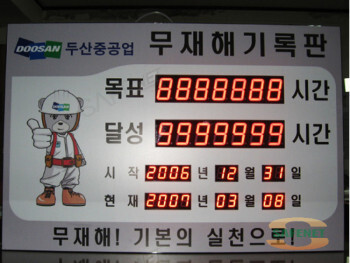 DOOSAN 두산중공업 무재해기록판
목표 8888888 시간
달성 9999999 시간
시작 2006 년 12 월 31 일
현재 2007 년 03 월 08 일
무재해! 기본의 실천으로!